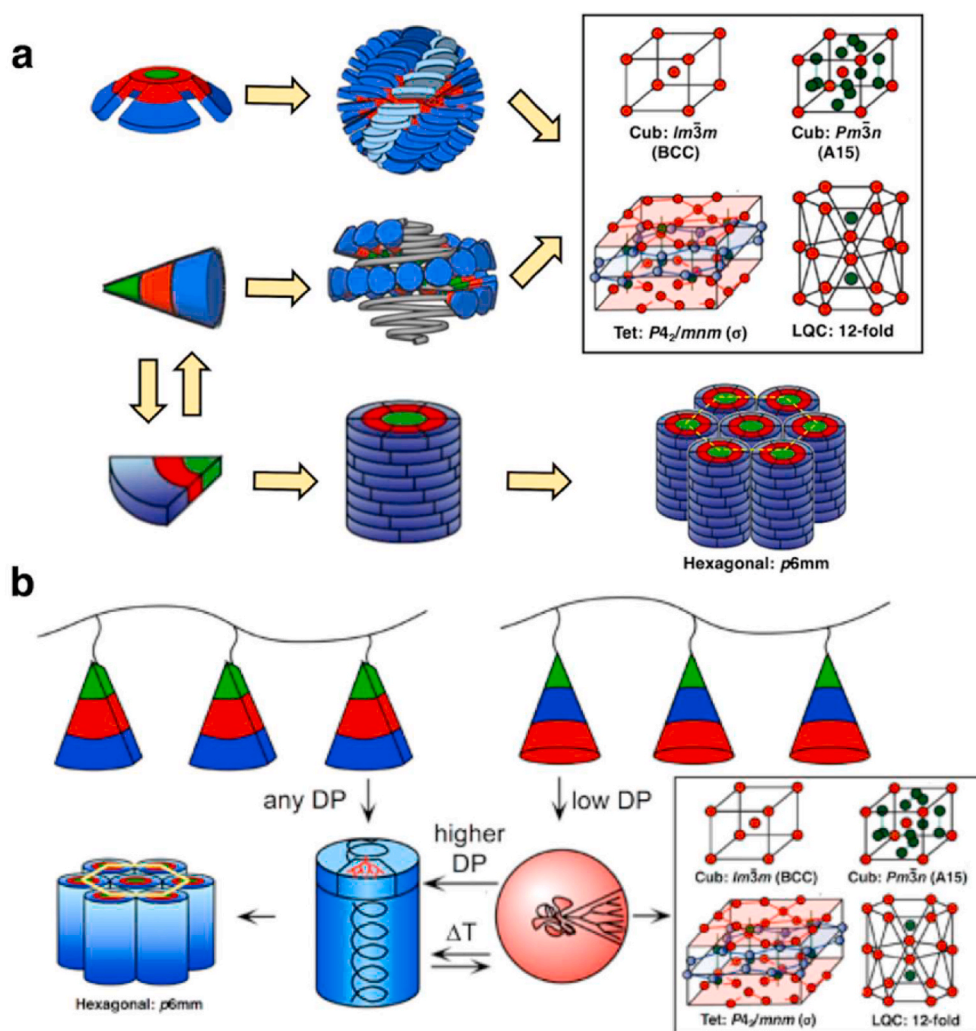 a
Cub: Im3̅m
(BCC)
Cub: Pm3̅n
(A15)
Tet: P4₂/mnm (σ)
LQC: 12-fold
Hexagonal: p6mm
b
any DP
low DP
higher
DP
ΔT
Hexagonal: p6mm
Cub: Im3̅m (BCC)
Cub: Pm3̅n (A15)
Tet: P4₂/mnm (σ)
LQC: 12-fold